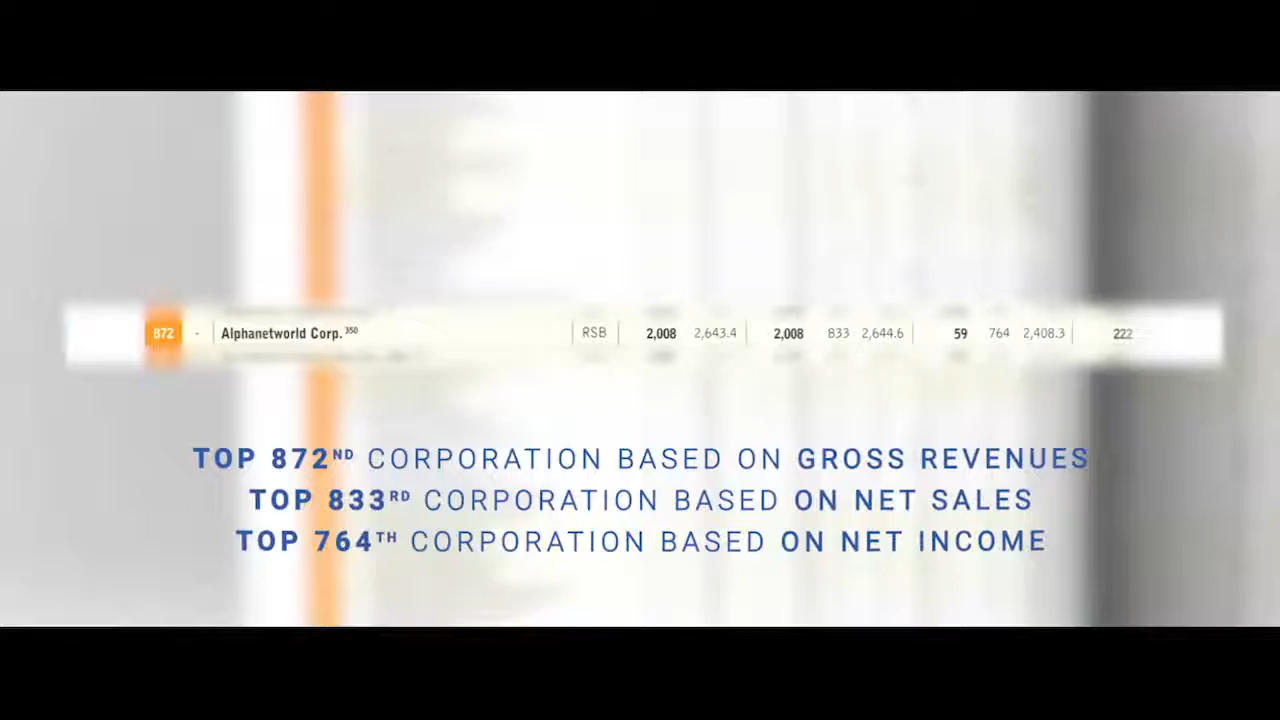 872 - Alphanetworld Corp.³⁵⁰ RSB 2,008 2,643.4 2,008 833 2,644.6 59 764 2,408.3 222
TOP 872ND CORPORATION BASED ON GROSS REVENUES
TOP 833RD CORPORATION BASED ON NET SALES
TOP 764TH CORPORATION BASED ON NET INCOME